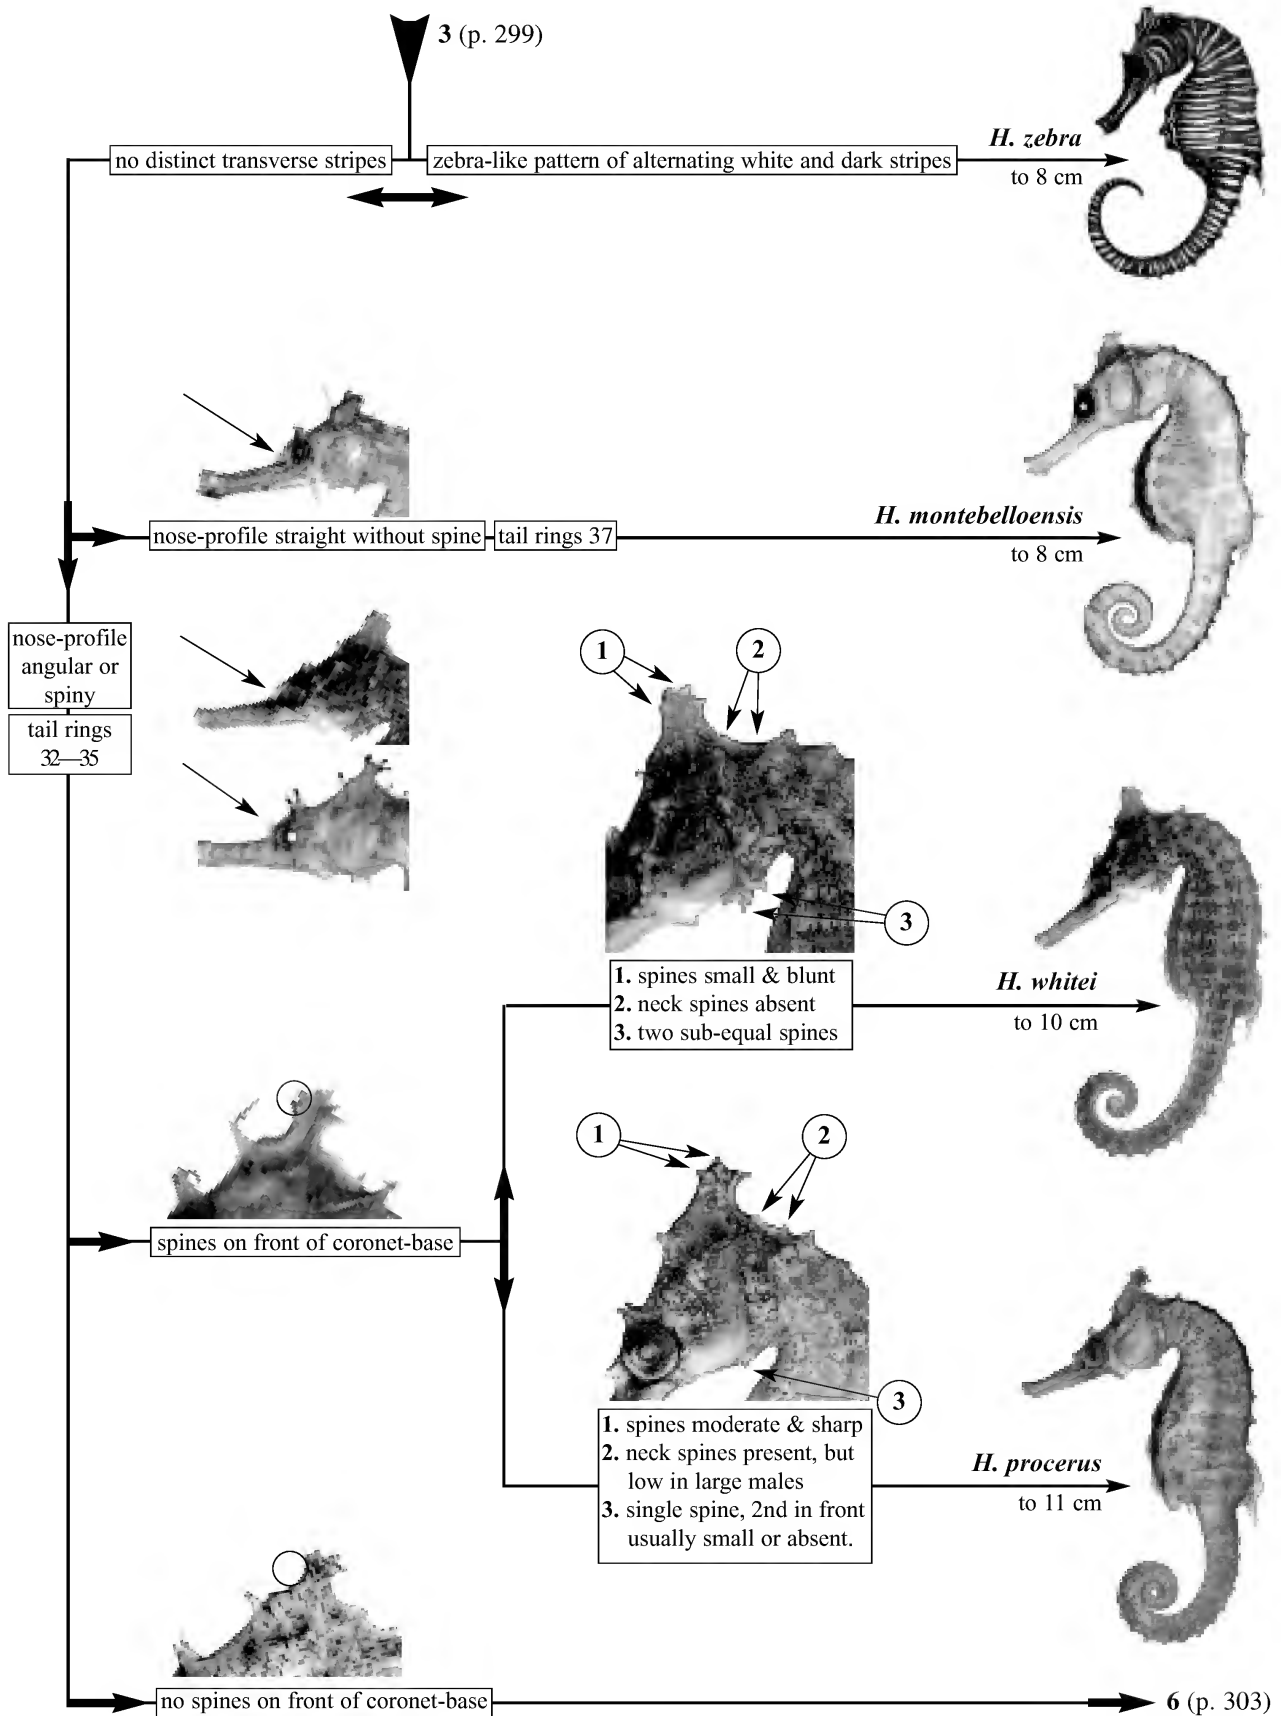 3 (p. 299)
no distinct transverse stripes
zebra-like pattern of alternating white and dark stripes
H. zebra
to 8 cm
nose-profile straight without spine
tail rings 37
H. montebelloensis
to 8 cm
nose-profile
angular or
spiny
tail rings
32—35
1
2
3
1. spines small & blunt
2. neck spines absent
3. two sub-equal spines
H. whitei
to 10 cm
spines on front of coronet-base
1
2
3
1. spines moderate & sharp
2. neck spines present, but
low in large males
3. single spine, 2nd in front
usually small or absent.
H. procerus
to 11 cm
no spines on front of coronet-base
6 (p. 303)